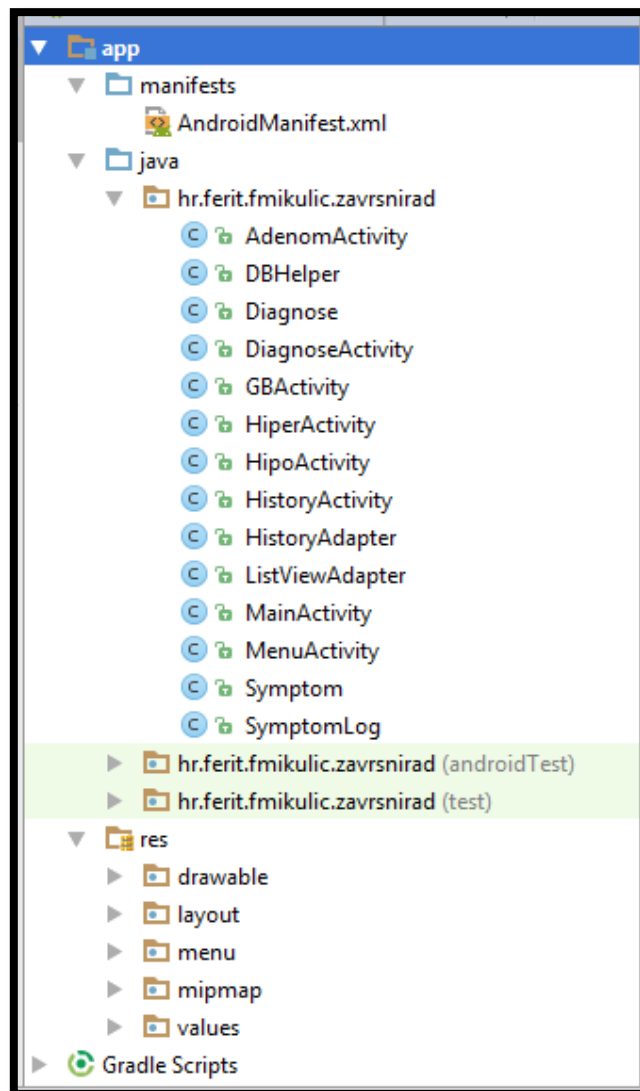 app
manifests
AndroidManifest.xml
java
hr.ferit.fmikulic.zavrsnirad
AdenomActivity
DBHelper
Diagnose
DiagnoseActivity
GBActivity
HiperActivity
HipoActivity
HistoryActivity
HistoryAdapter
ListViewAdapter
MainActivity
MenuActivity
Symptom
SymptomLog
hr.ferit.fmikulic.zavrsnirad (androidTest)
hr.ferit.fmikulic.zavrsnirad (test)
res
drawable
layout
menu
mipmap
values
Gradle Scripts